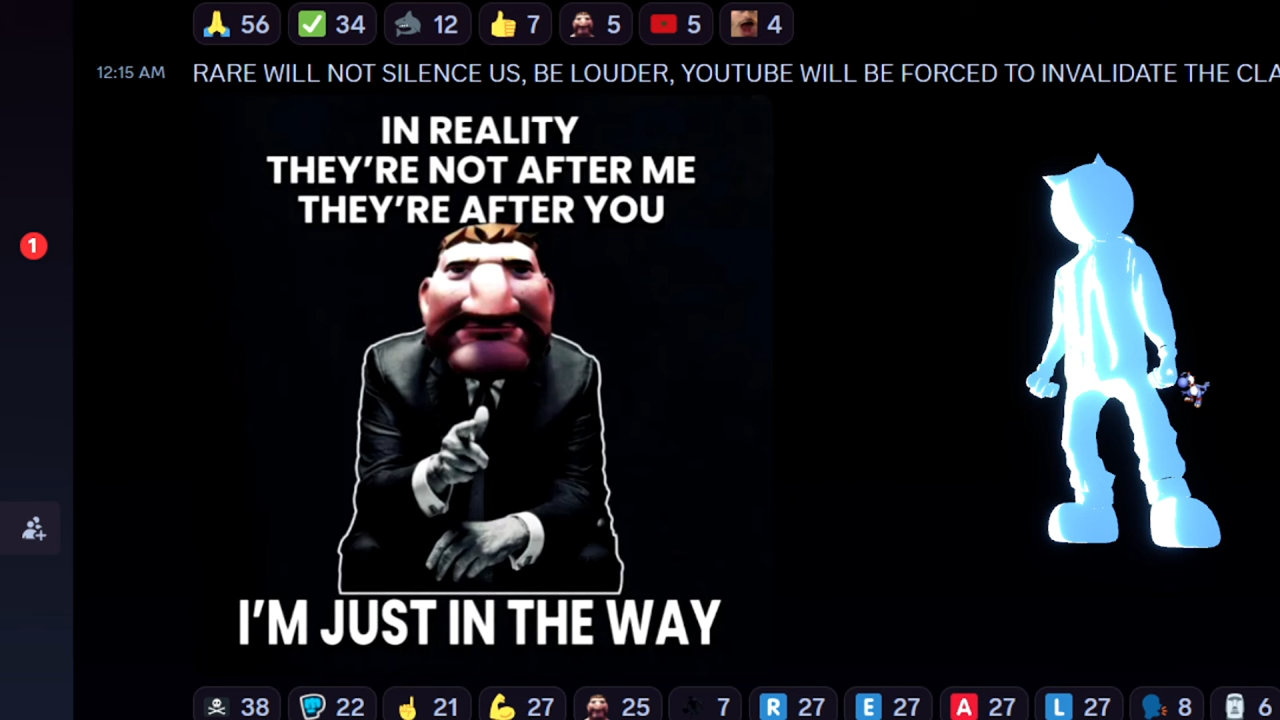 56 34 12 7 5 5 4
12:15 AM RARE WILL NOT SILENCE US, BE LOUDER, YOUTUBE WILL BE FORCED TO INVALIDATE THE CLA
IN REALITY
THEY'RE NOT AFTER ME
THEY'RE AFTER YOU
1
I'M JUST IN THE WAY
38 22 21 27 25 7 R 27 E 27 A 27 L 27 8 6